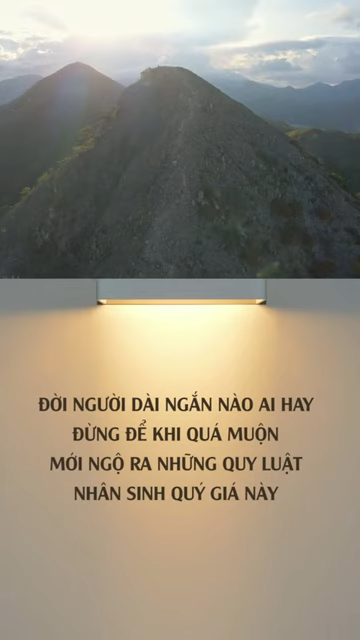 ĐỜI NGƯỜI DÀI NGẮN NÀO AI HAY
ĐỪNG ĐỂ KHI QUÁ MUỘN
MỚI NGỘ RA NHỮNG QUY LUẬT
NHÂN SINH QUÝ GIÁ NÀY